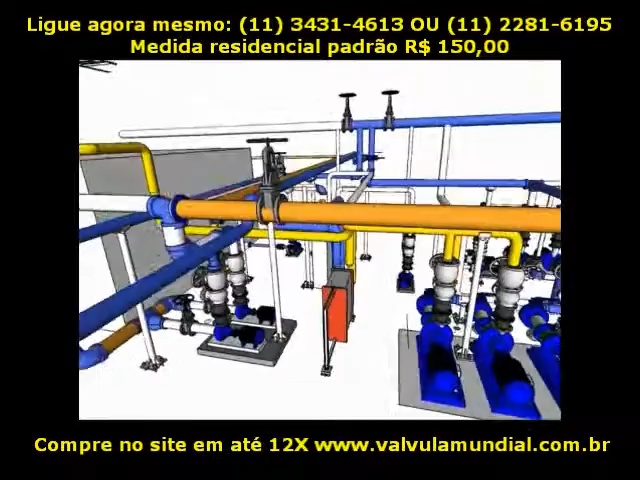 Ligue agora mesmo: (11) 3431-4613 OU (11) 2281-6195
Medida residencial padrão R$ 150,00
Compre no site em até 12X www.valvulamundial.com.br